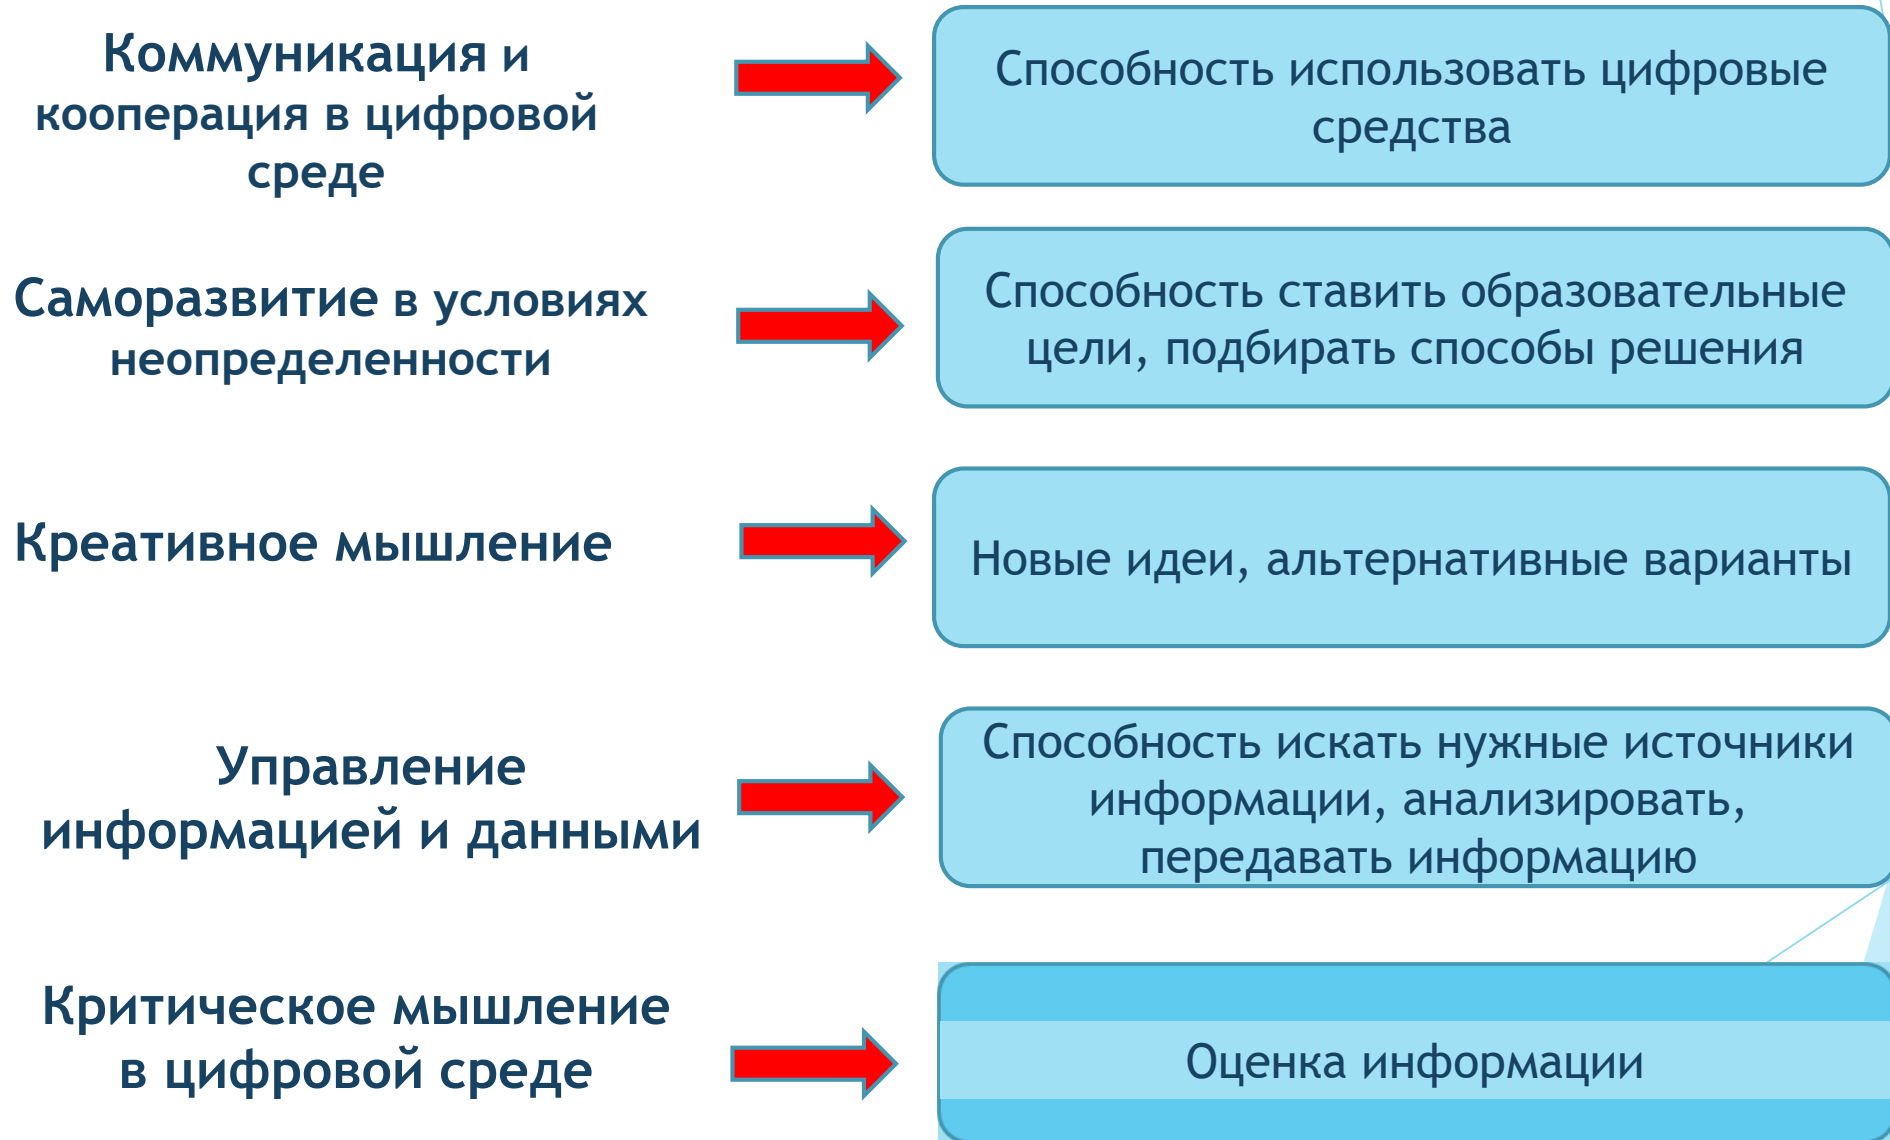 Коммуникация и
кооперация в цифровой
среде
Способность использовать цифровые
средства
Саморазвитие в условиях
неопределенности
Способность ставить образовательные
цели, подбирать способы решения
Креативное мышление
Новые идеи, альтернативные варианты
Управление
информацией и данными
Способность искать нужные источники
информации, анализировать,
передавать информацию
Критическое мышление
в цифровой среде
Оценка информации